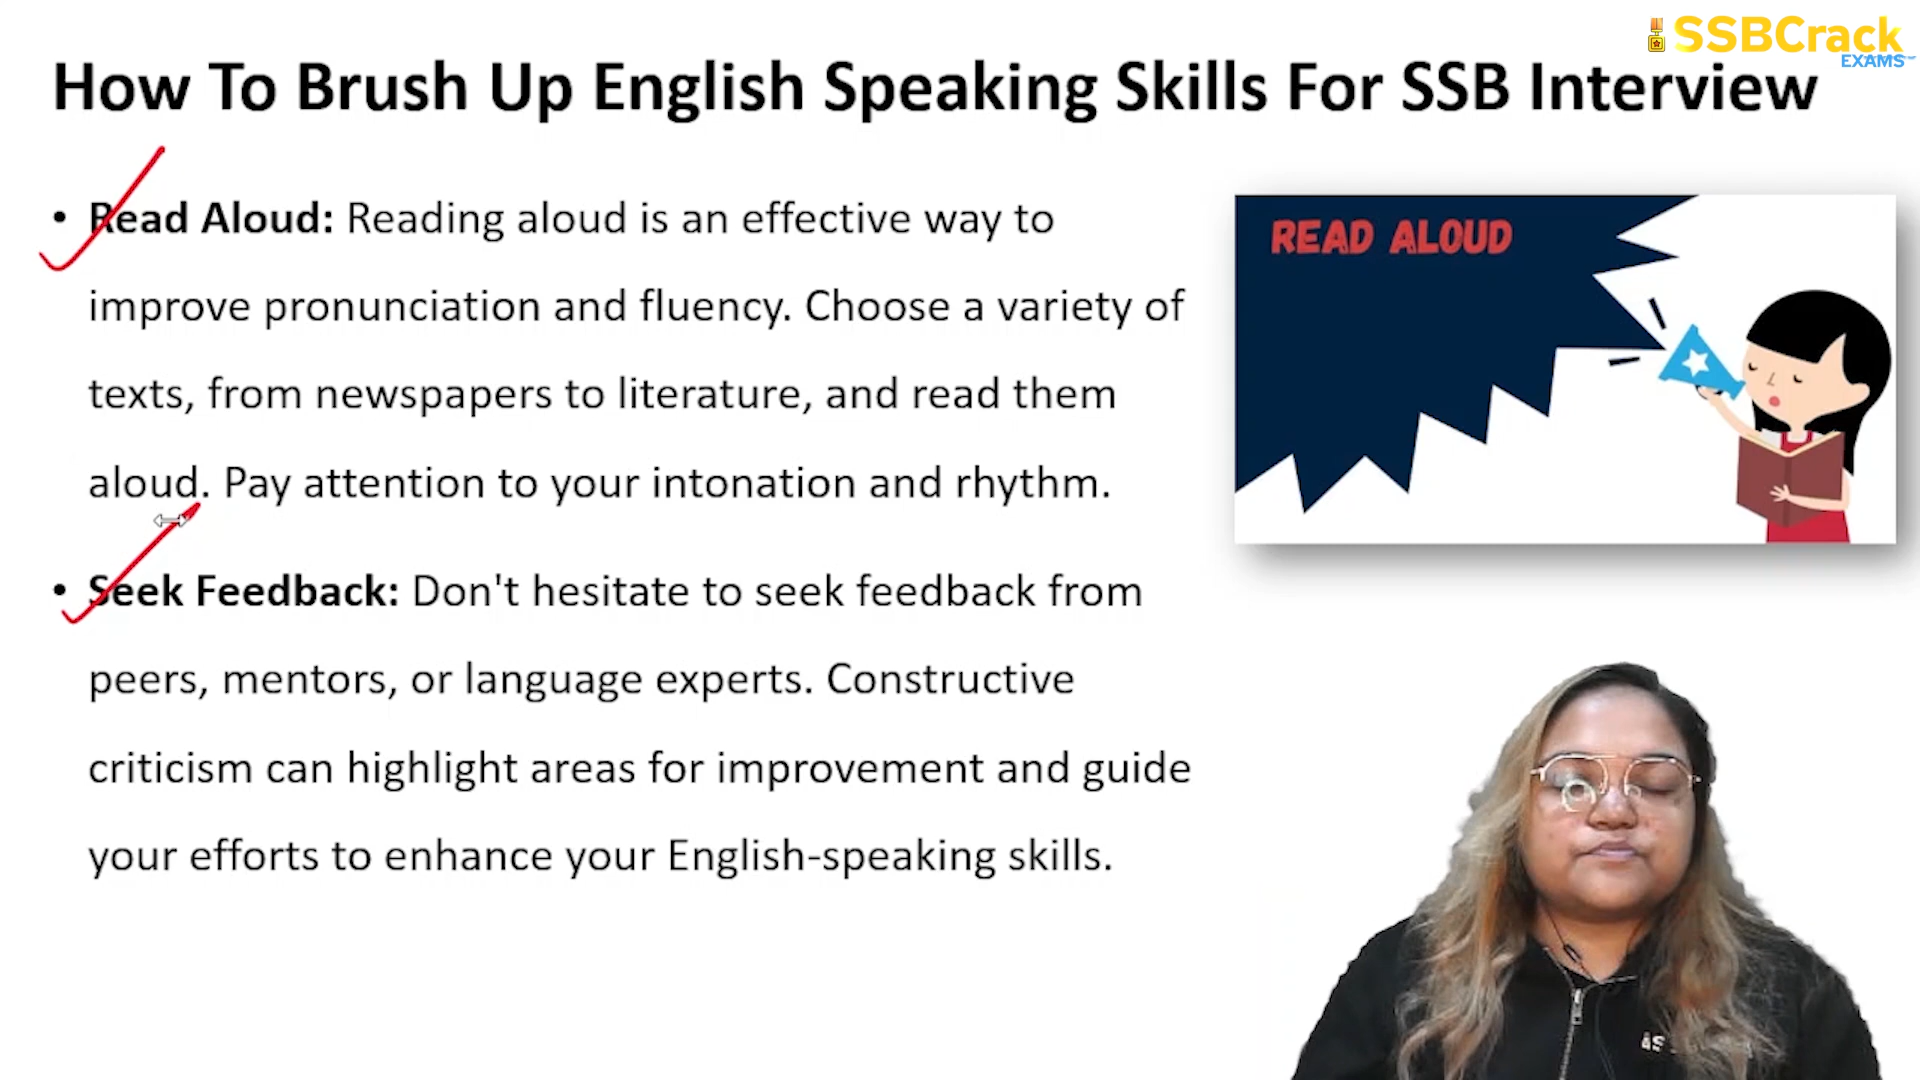 SSBCrack
EXAMS
How To Brush Up English Speaking Skills For SSB Interview
• Read Aloud: Reading aloud is an effective way to
improve pronunciation and fluency. Choose a variety of
texts, from newspapers to literature, and read them
aloud. Pay attention to your intonation and rhythm.
• Seek Feedback: Don't hesitate to seek feedback from
peers, mentors, or language experts. Constructive
criticism can highlight areas for improvement and guide
your efforts to enhance your English-speaking skills.
READ ALOUD